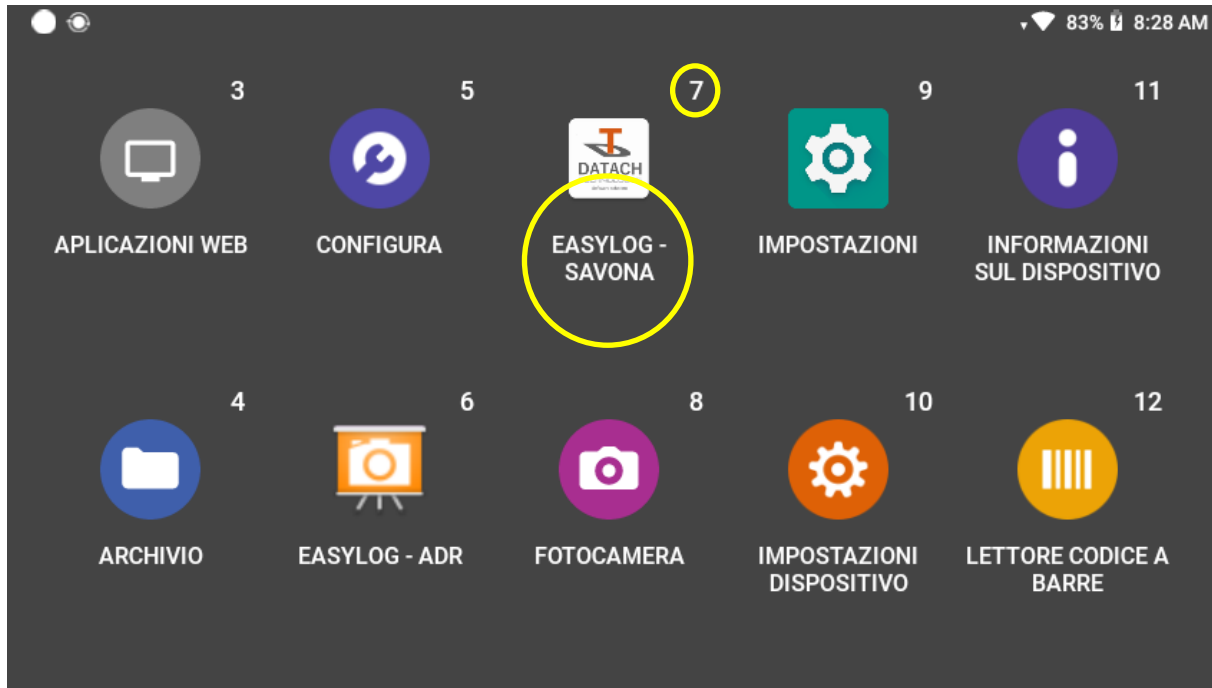 83% 8:28 AM
3 5 7 9 11
T
DATACH
APLICAZIONI WEB CONFIGURA EASYLOG - IMPOSTAZIONI INFORMAZIONI
SAVONA SUL DISPOSITIVO
4 6 8 10 12
ARCHIVIO EASYLOG - ADR FOTOCAMERA IMPOSTAZIONI LETTORE CODICE A
DISPOSITIVO BARRE